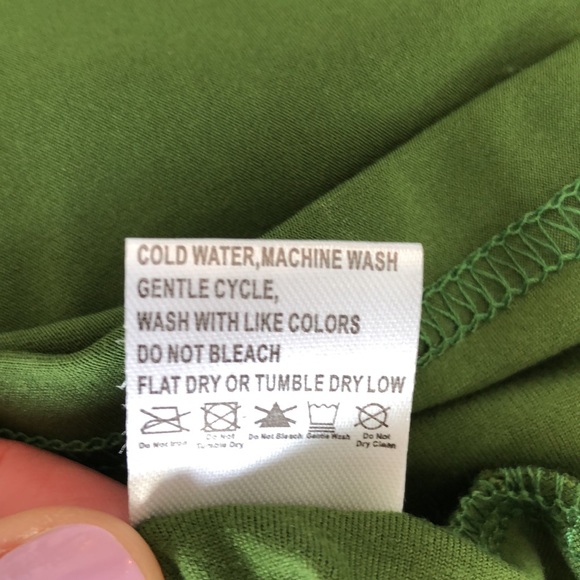 COLD WATER,MACHINE WASH
GENTLE CYCLE,
WASH WITH LIKE COLORS
DO NOT BLEACH
FLAT DRY OR TUMBLE DRY LOW
Do Not Iron Do Not Tumble Dry Do Not Bleach Gentle Wash Do Not Dry Clean